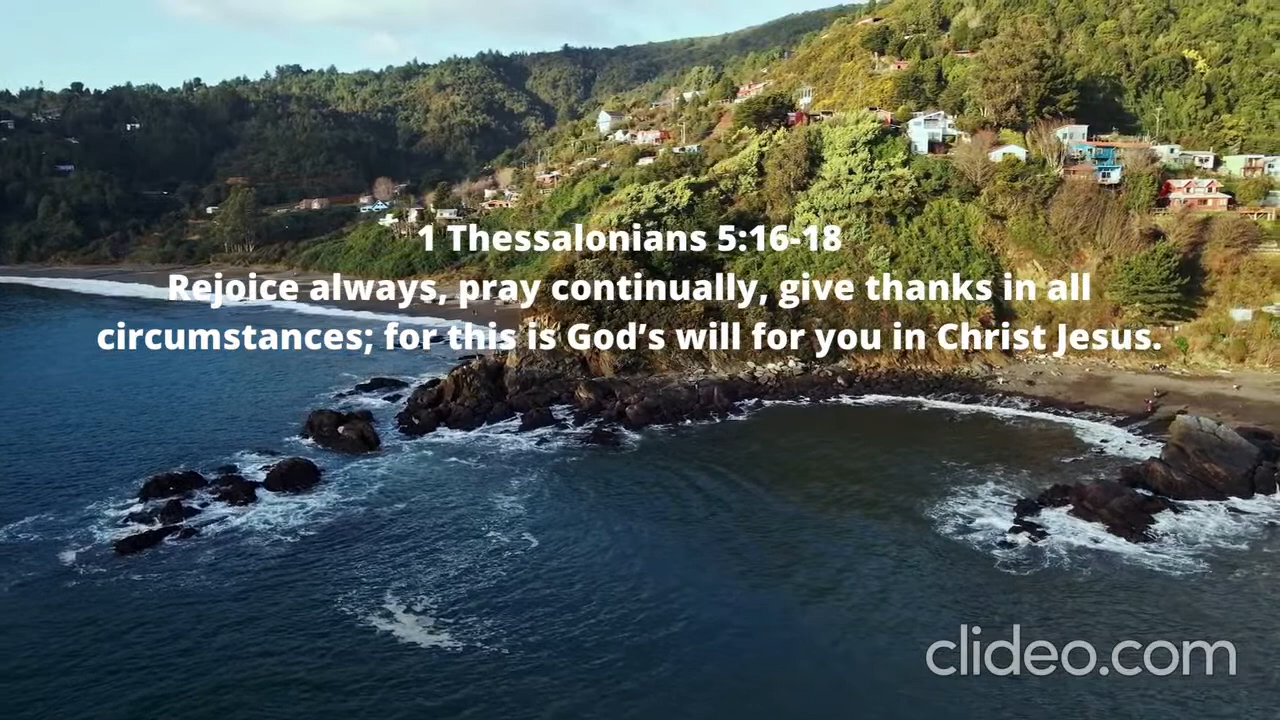 1 Thessalonians 5:16-18
Rejoice always, pray continually, give thanks in all
circumstances; for this is God’s will for you in Christ Jesus.
clideo.com